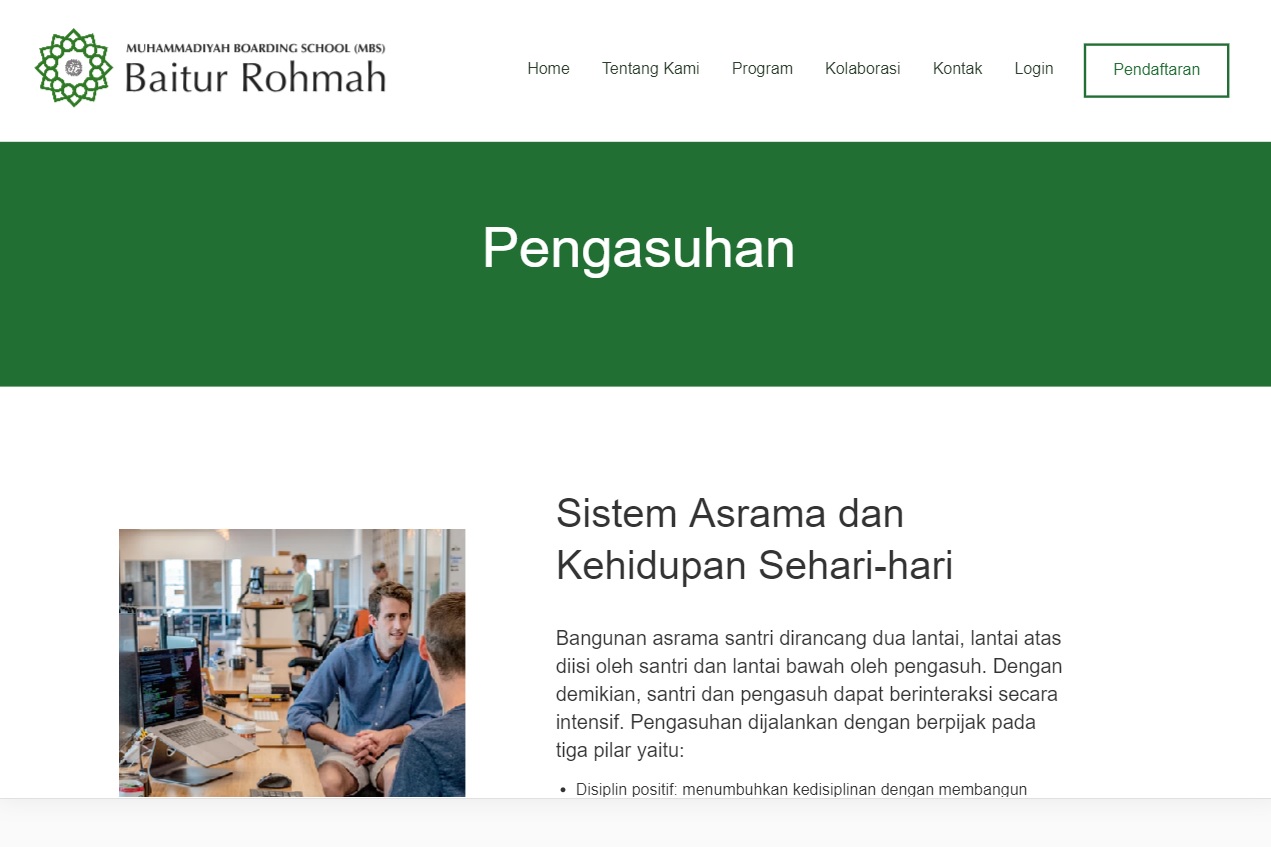 MUHAMMADIYAH BOARDING SCHOOL (MBS)
Baitur Rohmah
Home
Tentang Kami
Program
Kolaborasi
Kontak
Login
Pendaftaran
Pengasuhan
Sistem Asrama dan
Kehidupan Sehari-hari
Bangunan asrama santri dirancang dua lantai, lantai atas
diisi oleh santri dan lantai bawah oleh pengasuh. Dengan
demikian, santri dan pengasuh dapat berinteraksi secara
intensif. Pengasuhan dijalankan dengan berpijak pada
tiga pilar yaitu:
• Disiplin positif: menumbuhkan kedisiplinan dengan membangun